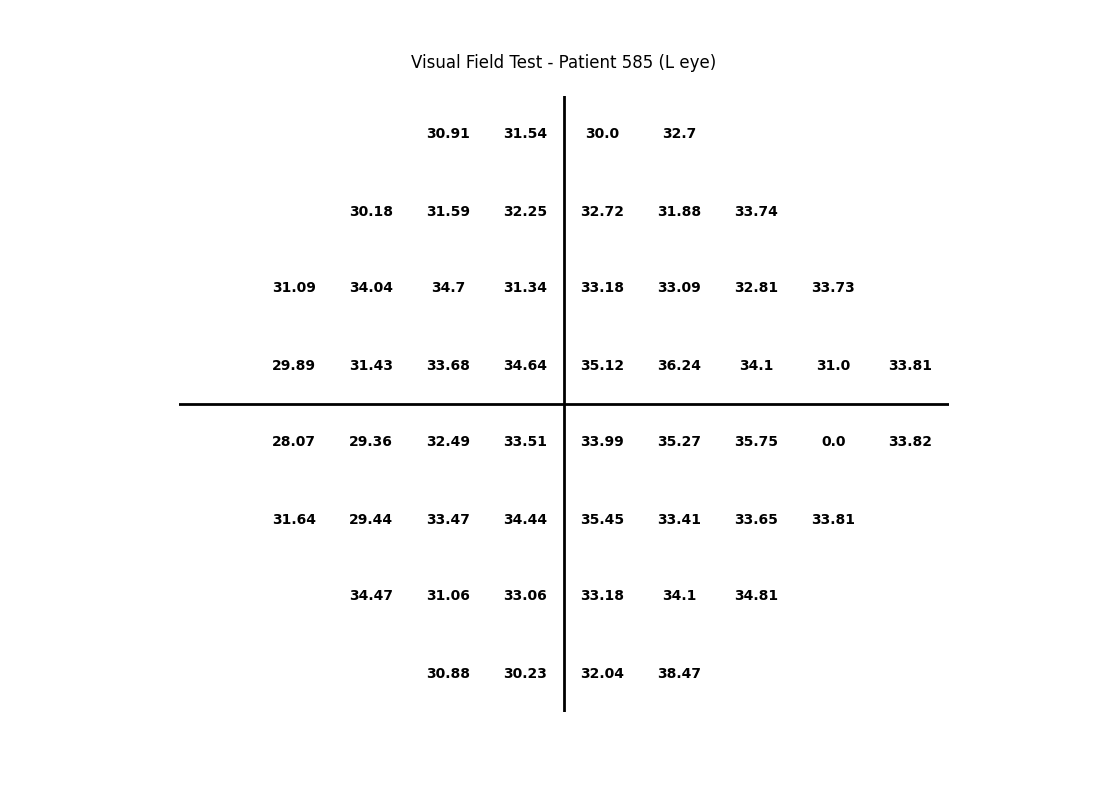 Visual Field Test - Patient 585 (L eye)
30.91 31.54 30.0 32.7
30.18 31.59 32.25 32.72 31.88 33.74
31.09 34.04 34.7 31.34 33.18 33.09 32.81 33.73
29.89 31.43 33.68 34.64 35.12 36.24 34.1 31.0 33.81
28.07 29.36 32.49 33.51 33.99 35.27 35.75 0.0 33.82
31.64 29.44 33.47 34.44 35.45 33.41 33.65 33.81
34.47 31.06 33.06 33.18 34.1 34.81
30.88 30.23 32.04 38.47